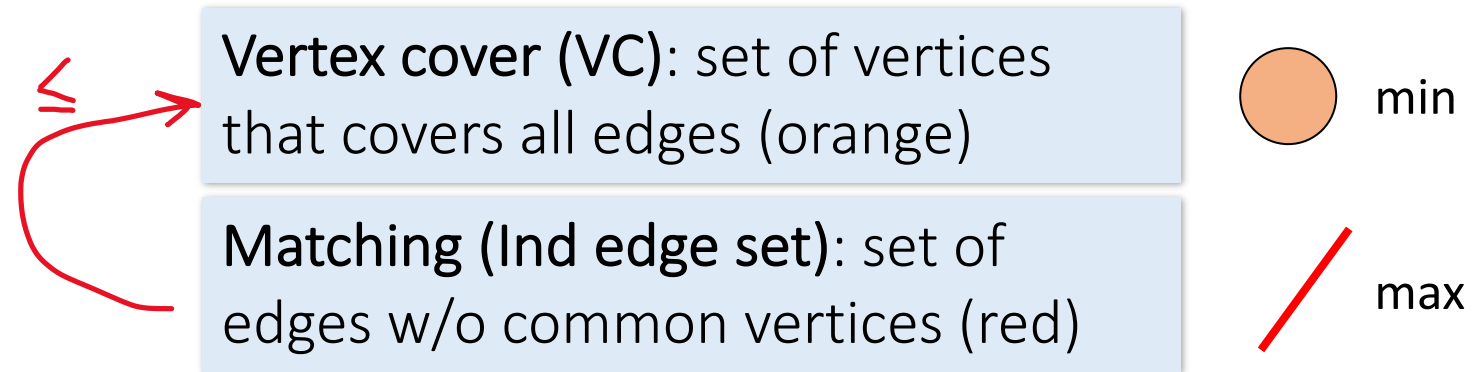 ≤
Vertex cover (VC): set of vertices
that covers all edges (orange)
min
Matching (Ind edge set): set of
edges w/o common vertices (red)
max